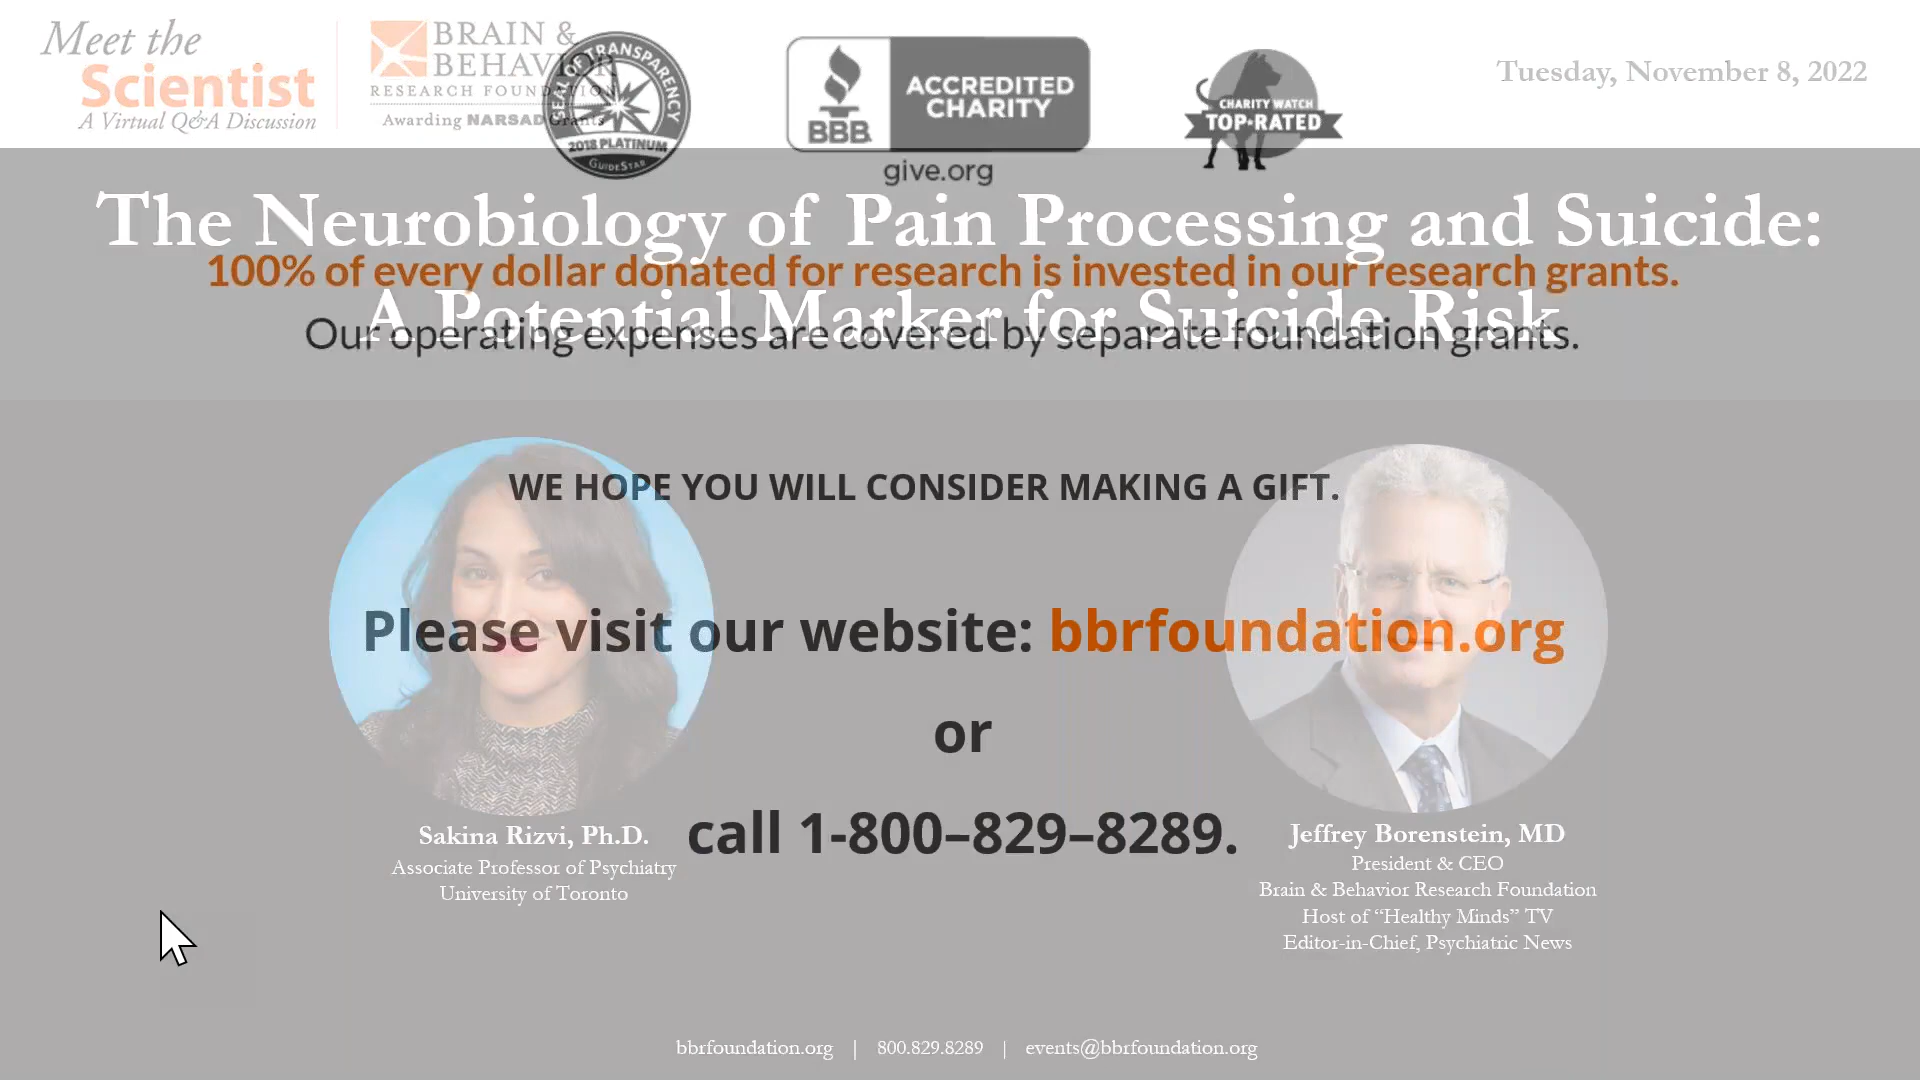 Meet the
Scientist
A Virtual Q&A Discussion
BRAIN &
BEHAVIOR
RESEARCH FOUNDATION
Awarding NARSAD Grants
SEAL OF TRANSPARENCY
2018 PLATINUM
GUIDESTAR
BBB
ACCREDITED
CHARITY
give.org
CHARITY WATCH
TOP★RATED
Tuesday, November 8, 2022
The Neurobiology of Pain Processing and Suicide:
A Potential Marker for Suicide Risk
100% of every dollar donated for research is invested in our research grants.
Our operating expenses are covered by separate foundation grants.
WE HOPE YOU WILL CONSIDER MAKING A GIFT.
Please visit our website: bbrfoundation.org
or
call 1-800–829–8289.
Sakina Rizvi, Ph.D.
Associate Professor of Psychiatry
University of Toronto
Jeffrey Borenstein, MD
President & CEO
Brain & Behavior Research Foundation
Host of “Healthy Minds” TV
Editor-in-Chief, Psychiatric News
bbrfoundation.org | 800.829.8289 | events@bbrfoundation.org